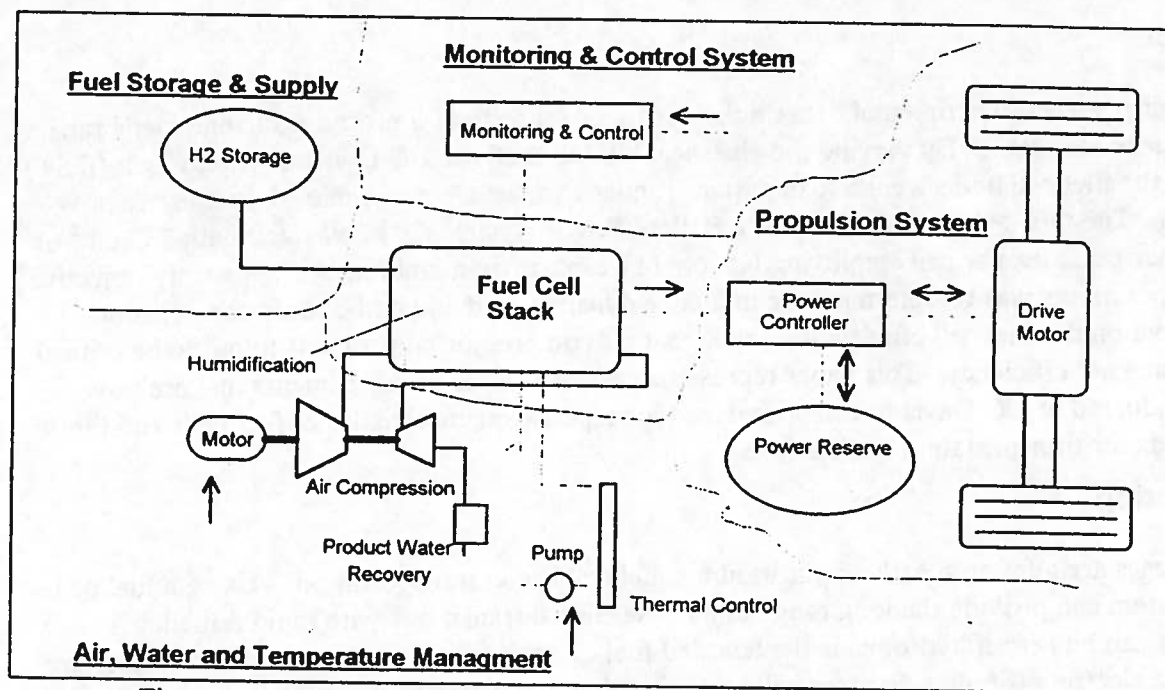 Monitoring & Control System
Fuel Storage & Supply
H2 Storage
Monitoring & Control
Propulsion System
Fuel Cell
Stack
Power
Controller
Drive
Motor
Humidification
Motor
Air Compression
Power Reserve
Product Water
Recovery
Pump
Thermal Control
Air, Water and Temperature Managment